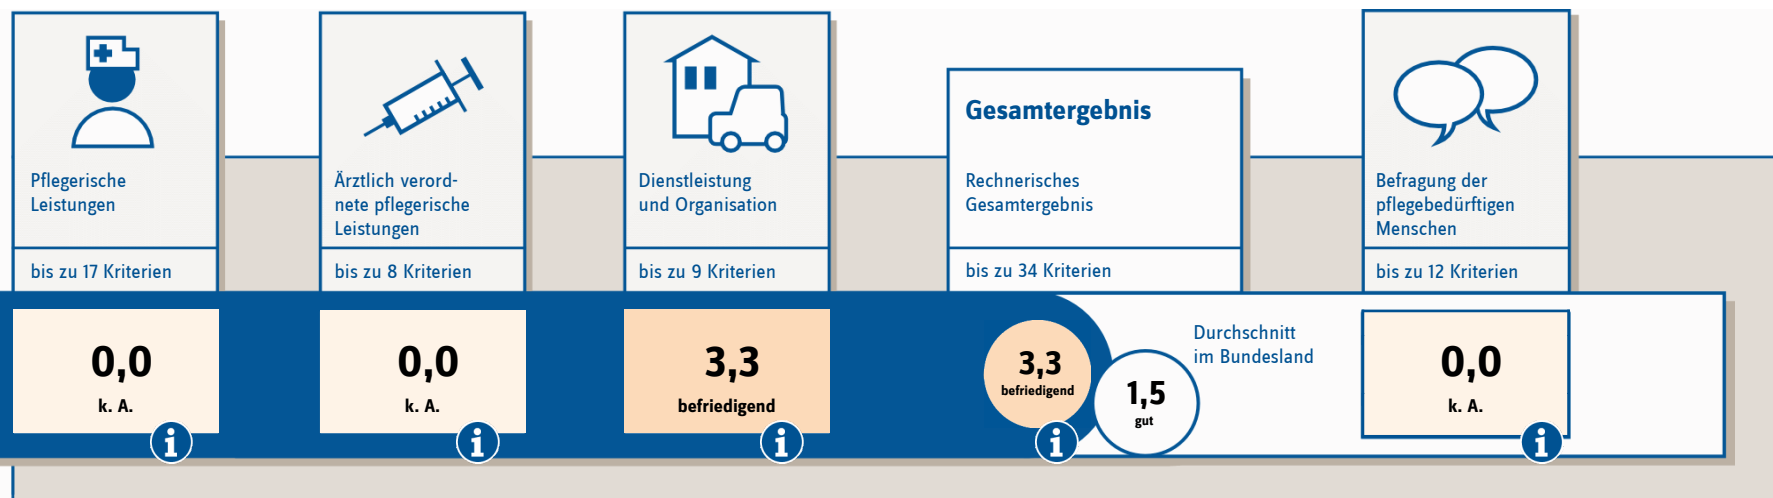 Pflegerische
Leistungen
bis zu 17 Kriterien
0,0
k. A.
Ärztlich verord-
nete pflegerische
Leistungen
bis zu 8 Kriterien
0,0
k. A.
Dienstleistung
und Organisation
bis zu 9 Kriterien
3,3
befriedigend
Gesamtergebnis
Rechnerisches
Gesamtergebnis
bis zu 34 Kriterien
3,3
befriedigend
1,5
gut
Durchschnitt
im Bundesland
Befragung der
pflegebedürftigen
Menschen
bis zu 12 Kriterien
0,0
k. A.